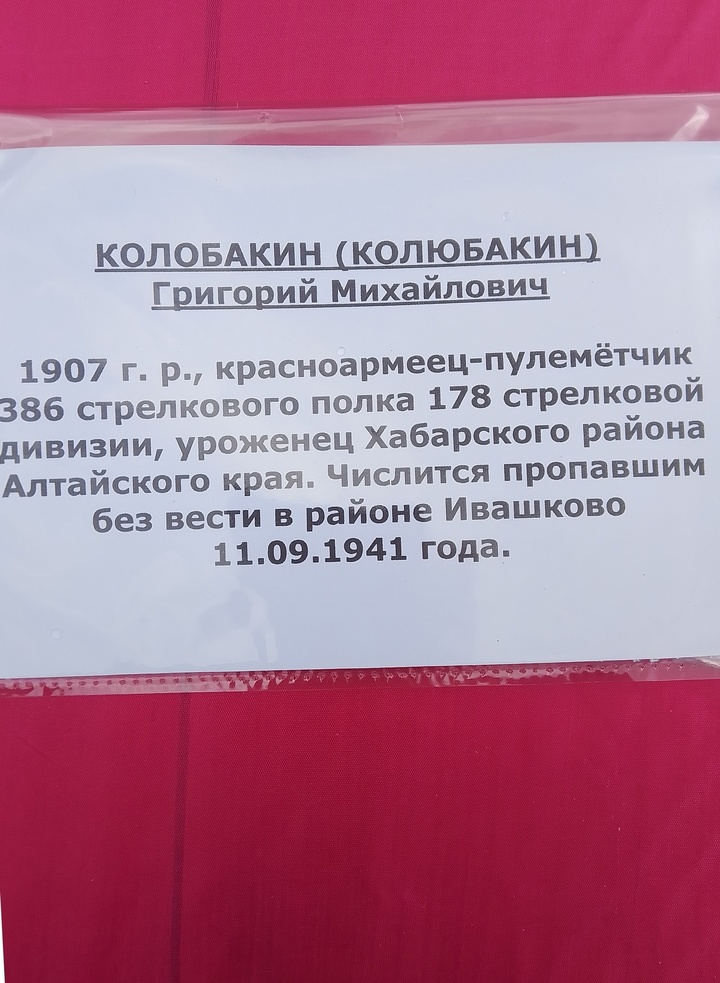 КОЛОБАКИН (КОЛЮБАКИН)
Григорий Михайлович
1907 г. р., красноармеец-пулемётчик
386 стрелкового полка 178 стрелковой
дивизии, уроженец Хабарского района
Алтайского края. Числится пропавшим
без вести в районе Ивашково
11.09.1941 года.